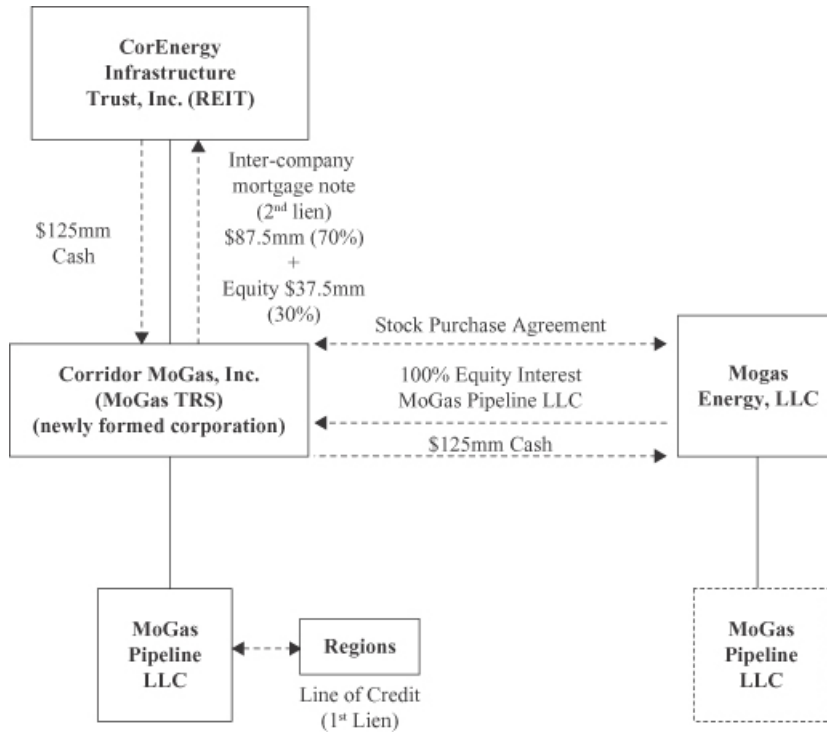 CorEnergy
Infrastructure
Trust, Inc. (REIT)
$125mm
Cash
Inter-company
mortgage note
(2nd lien)
$87.5mm (70%)
+
Equity $37.5mm
(30%)
Stock Purchase Agreement
Corridor MoGas, Inc.
(MoGas TRS)
(newly formed corporation)
100% Equity Interest
MoGas Pipeline LLC
$125mm Cash
Mogas
Energy, LLC
MoGas
Pipeline
LLC
Regions
Line of Credit
(1st Lien)
MoGas
Pipeline
LLC